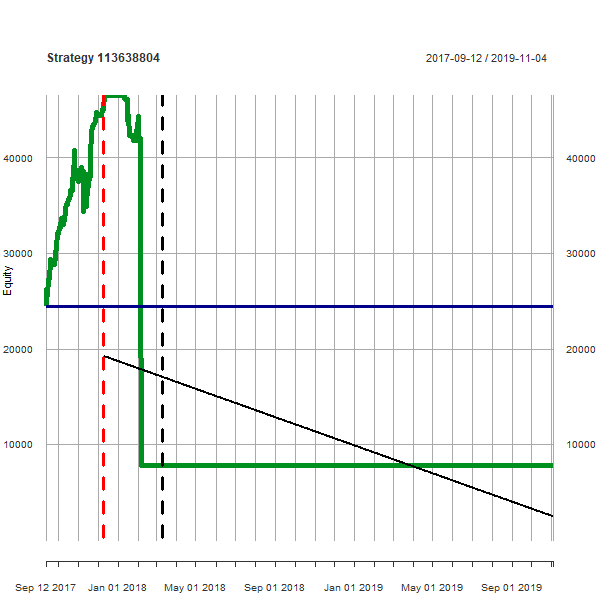 Strategy 113638804
2017-09-12 / 2019-11-04
40000 40000
30000 30000
Equity
20000 20000
10000 10000
Sep 12 2017 Jan 01 2018 May 01 2018 Sep 01 2018 Jan 01 2019 May 01 2019 Sep 01 2019